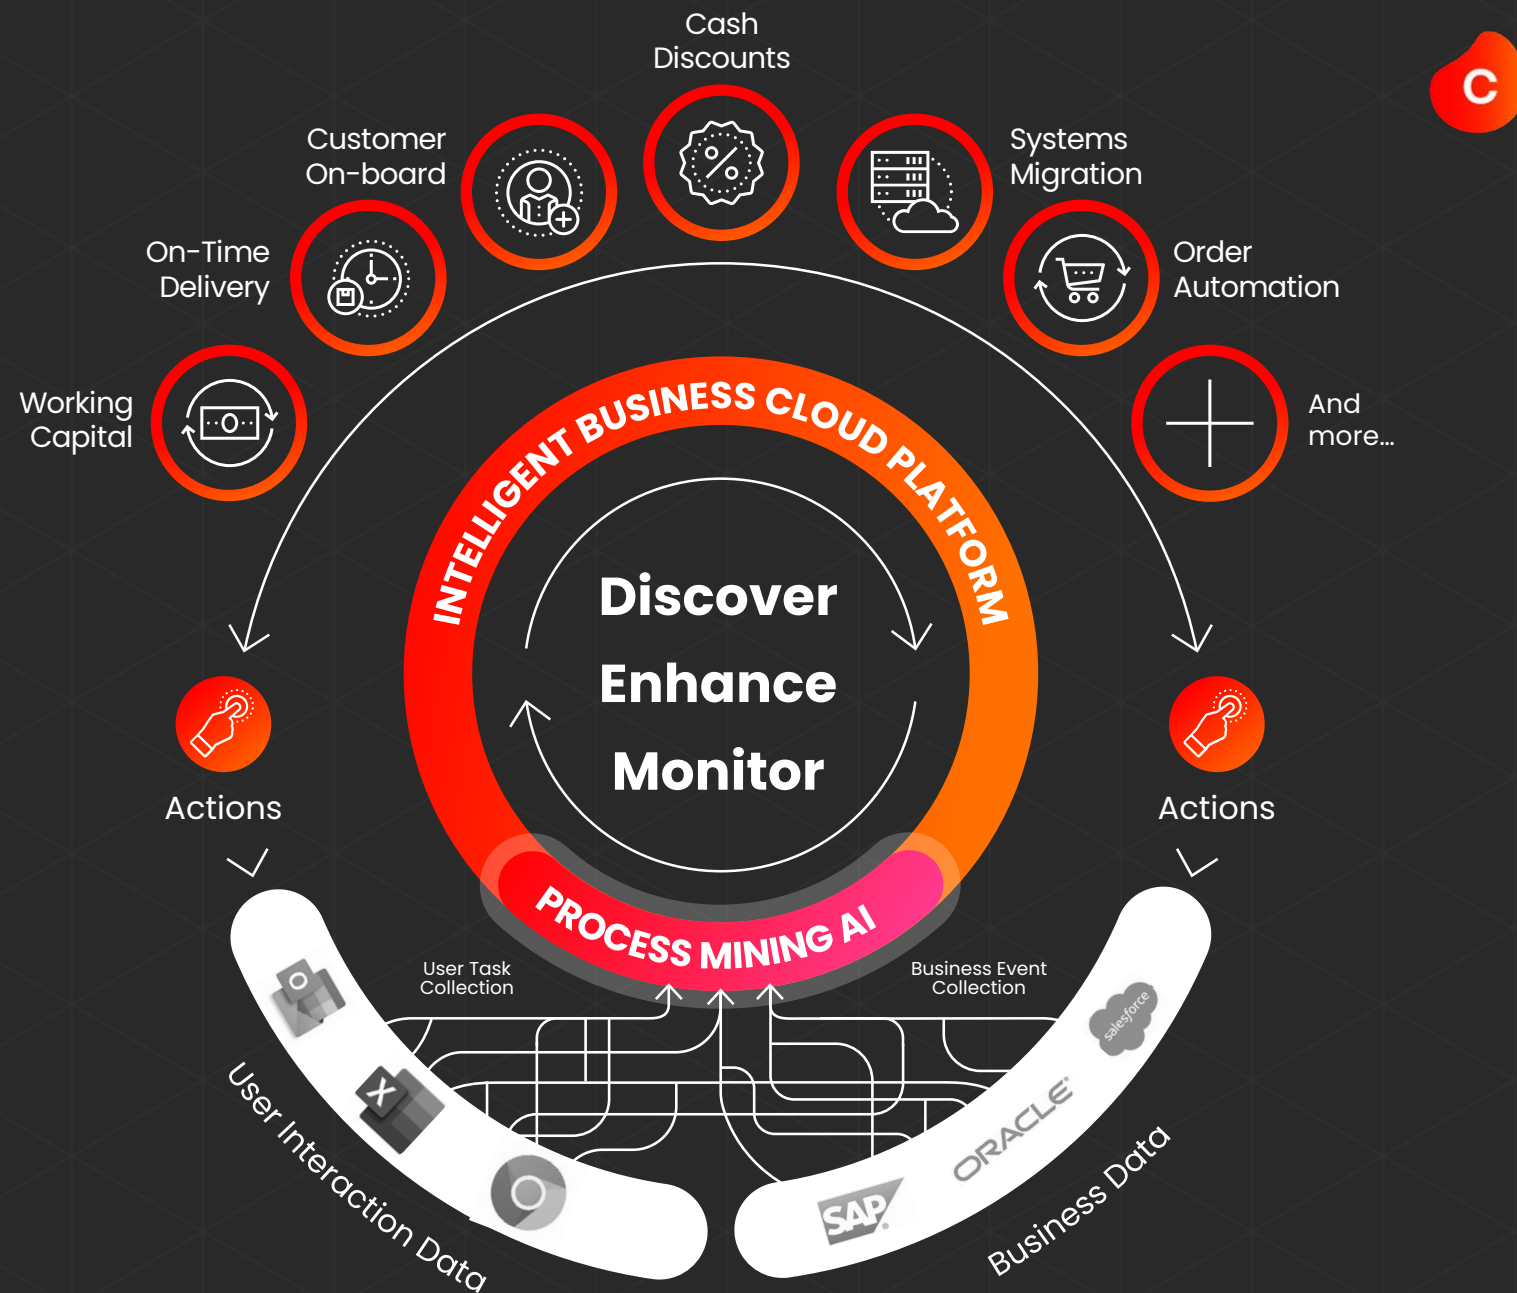 Cash
Discounts
C
Customer
On-board
Systems
Migration
On-Time
Delivery
Order
Automation
Working
Capital
And
more...
INTELLIGENT BUSINESS CLOUD PLATFORM
Discover
Enhance
Monitor
Actions
Actions
PROCESS MINING AI
User Task
Collection
Business Event
Collection
O
X
salesforce
ORACLE
SAP
User Interaction Data
Business Data